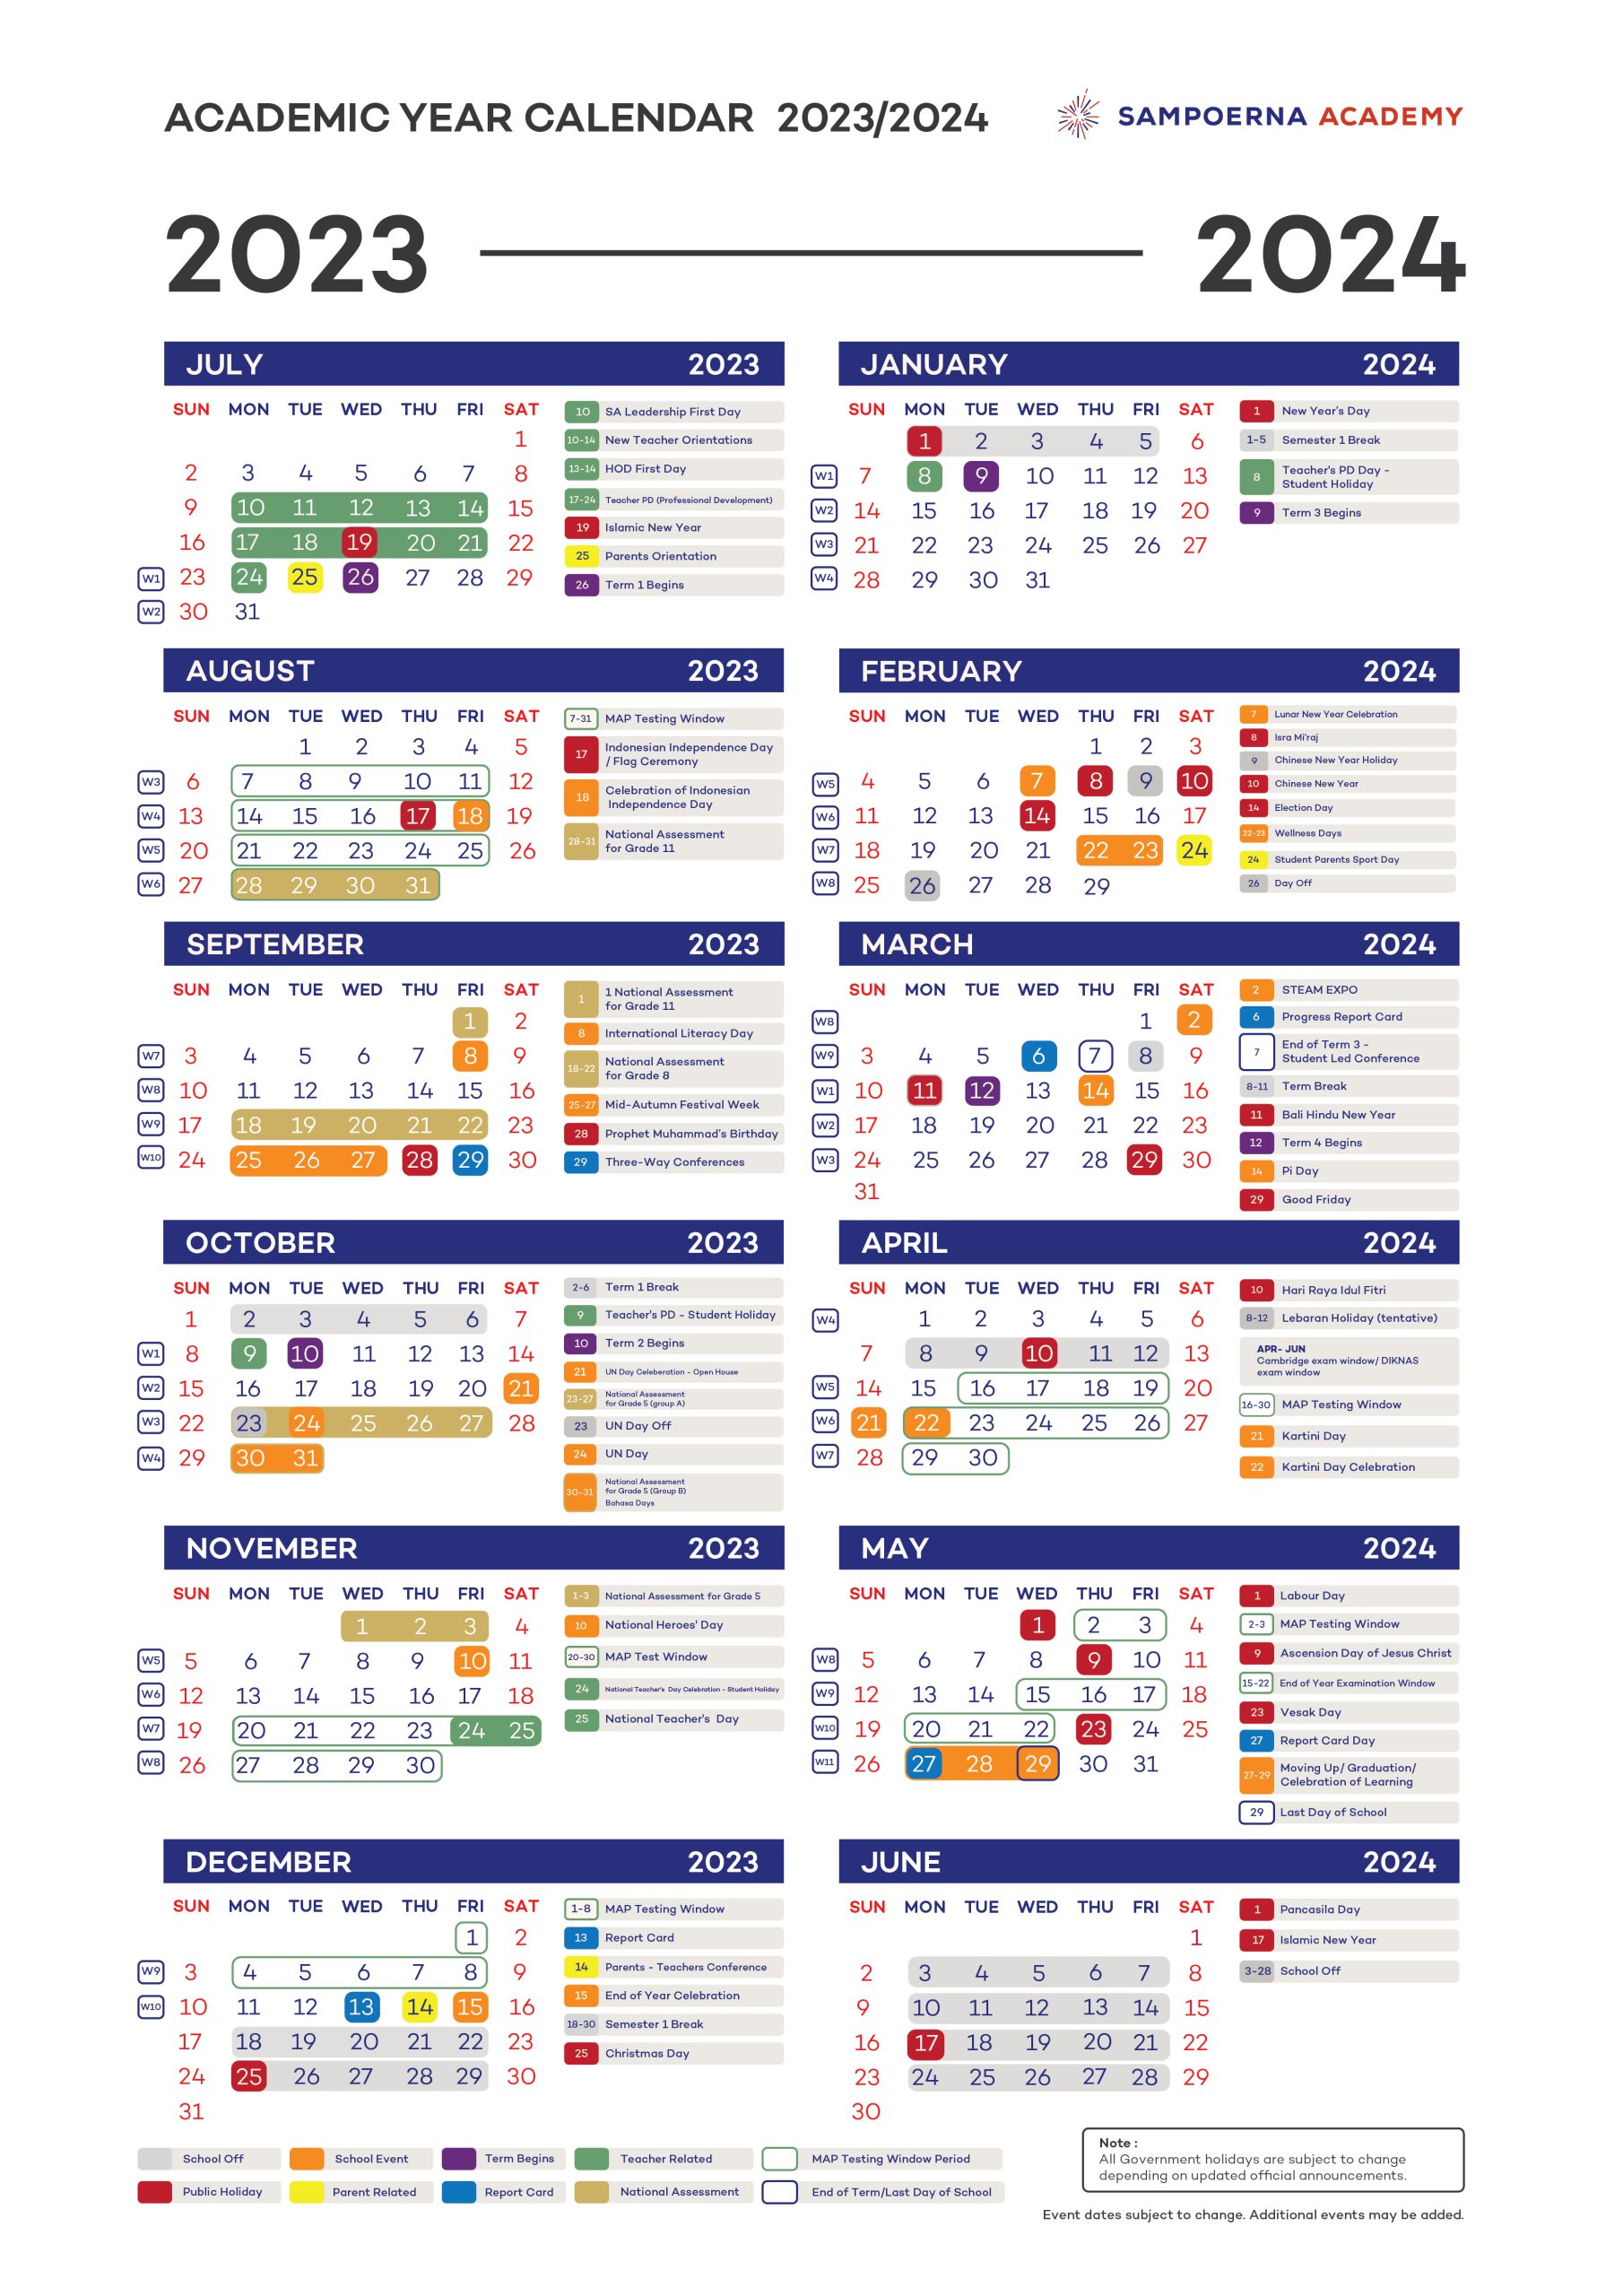 ACADEMIC YEAR CALENDAR 2023/2024
SAMPOERNA ACADEMY
2023
2024
JULY 2023
SUN MON TUE WED THU FRI SAT
1
2 3 4 5 6 7 8
9 10 11 12 13 14 15
16 17 18 19 20 21 22
W1 23 24 25 26 27 28 29
W2 30 31
10 SA Leadership First Day
10-14 New Teacher Orientations
13-14 HOD First Day
17-24 Teacher PD (Professional Development)
19 Islamic New Year
25 Parents Orientation
26 Term 1 Begins
JANUARY 2024
SUN MON TUE WED THU FRI SAT
1 2 3 4 5 6
W1 7 8 9 10 11 12 13
W2 14 15 16 17 18 19 20
W3 21 22 23 24 25 26 27
W4 28 29 30 31
1 New Year's Day
1-5 Semester 1 Break
8 Teacher's PD Day -
Student Holiday
9 Term 3 Begins
AUGUST 2023
SUN MON TUE WED THU FRI SAT
1 2 3 4 5
W3 6 7 8 9 10 11 12
W4 13 14 15 16 17 18 19
W5 20 21 22 23 24 25 26
W6 27 28 29 30 31
7-31 MAP Testing Window
17 Indonesian Independence Day
/ Flag Ceremony
18 Celebration of Indonesian
Independence Day
28-31 National Assessment
for Grade 11
FEBRUARY 2024
SUN MON TUE WED THU FRI SAT
1 2 3
W5 4 5 6 7 8 9 10
W6 11 12 13 14 15 16 17
W7 18 19 20 21 22 23 24
W8 25 26 27 28 29
7 Lunar New Year Celebration
8 Isra Mi'raj
9 Chinese New Year Holiday
10 Chinese New Year
14 Election Day
22-23 Wellness Days
24 Student Parents Sport Day
26 Day Off
SEPTEMBER 2023
SUN MON TUE WED THU FRI SAT
1 2
W7 3 4 5 6 7 8 9
W8 10 11 12 13 14 15 16
W9 17 18 19 20 21 22 23
W10 24 25 26 27 28 29 30
1 1 National Assessment
for Grade 11
8 International Literacy Day
18-22 National Assessment
for Grade 8
25-27 Mid-Autumn Festival Week
28 Prophet Muhammad's Birthday
29 Three-Way Conferences
MARCH 2024
SUN MON TUE WED THU FRI SAT
W8 1 2
W9 3 4 5 6 7 8 9
W1 10 11 12 13 14 15 16
W2 17 18 19 20 21 22 23
W3 24 25 26 27 28 29 30
31
2 STEAM EXPO
6 Progress Report Card
7 End of Term 3 -
Student Led Conference
8-11 Term Break
11 Bali Hindu New Year
12 Term 4 Begins
14 Pi Day
29 Good Friday
OCTOBER 2023
SUN MON TUE WED THU FRI SAT
1 2 3 4 5 6 7
W1 8 9 10 11 12 13 14
W2 15 16 17 18 19 20 21
W3 22 23 24 25 26 27 28
W4 29 30 31
2-6 Term 1 Break
9 Teacher's PD - Student Holiday
10 Term 2 Begins
21 UN Day Celeberation - Open House
23-27 National Assessment
for Grade 5 (group A)
23 UN Day Off
24 UN Day
30-31 National Assessment
for Grade 5 (Group B)
Bahasa Days
APRIL 2024
SUN MON TUE WED THU FRI SAT
W4 1 2 3 4 5 6
7 8 9 10 11 12 13
W5 14 15 16 17 18 19 20
W6 21 22 23 24 25 26 27
W7 28 29 30
10 Hari Raya Idul Fitri
8-12 Lebaran Holiday (tentative)
APR- JUN
Cambridge exam window/ DIKNAS
exam window
16-30 MAP Testing Window
21 Kartini Day
22 Kartini Day Celebration
NOVEMBER 2023
SUN MON TUE WED THU FRI SAT
1 2 3 4
W5 5 6 7 8 9 10 11
W6 12 13 14 15 16 17 18
W7 19 20 21 22 23 24 25
W8 26 27 28 29 30
1-3 National Assessment for Grade 5
10 National Heroes' Day
20-30 MAP Test Window
24 National Teacher's Day Celebration - Student Holiday
25 National Teacher's Day
MAY 2024
SUN MON TUE WED THU FRI SAT
1 2 3 4
W8 5 6 7 8 9 10 11
W9 12 13 14 15 16 17 18
W10 19 20 21 22 23 24 25
W11 26 27 28 29 30 31
1 Labour Day
2-3 MAP Testing Window
9 Ascension Day of Jesus Christ
15-22 End of Year Examination Window
23 Vesak Day
27 Report Card Day
27-29 Moving Up/ Graduation/
Celebration of Learning
29 Last Day of School
DECEMBER 2023
SUN MON TUE WED THU FRI SAT
1 2
W9 3 4 5 6 7 8 9
W10 10 11 12 13 14 15 16
17 18 19 20 21 22 23
24 25 26 27 28 29 30
31
1-8 MAP Testing Window
13 Report Card
14 Parents - Teachers Conference
15 End of Year Celebration
18-30 Semester 1 Break
25 Christmas Day
JUNE 2024
SUN MON TUE WED THU FRI SAT
1
2 3 4 5 6 7 8
9 10 11 12 13 14 15
16 17 18 19 20 21 22
23 24 25 26 27 28 29
30
1 Pancasila Day
17 Islamic New Year
3-28 School Off
School Off School Event Term Begins Teacher Related MAP Testing Window Period
Public Holiday Parent Related Report Card National Assessment End of Term/Last Day of School
Note :
All Government holidays are subject to change
depending on updated official announcements.
Event dates subject to change. Additional events may be added.